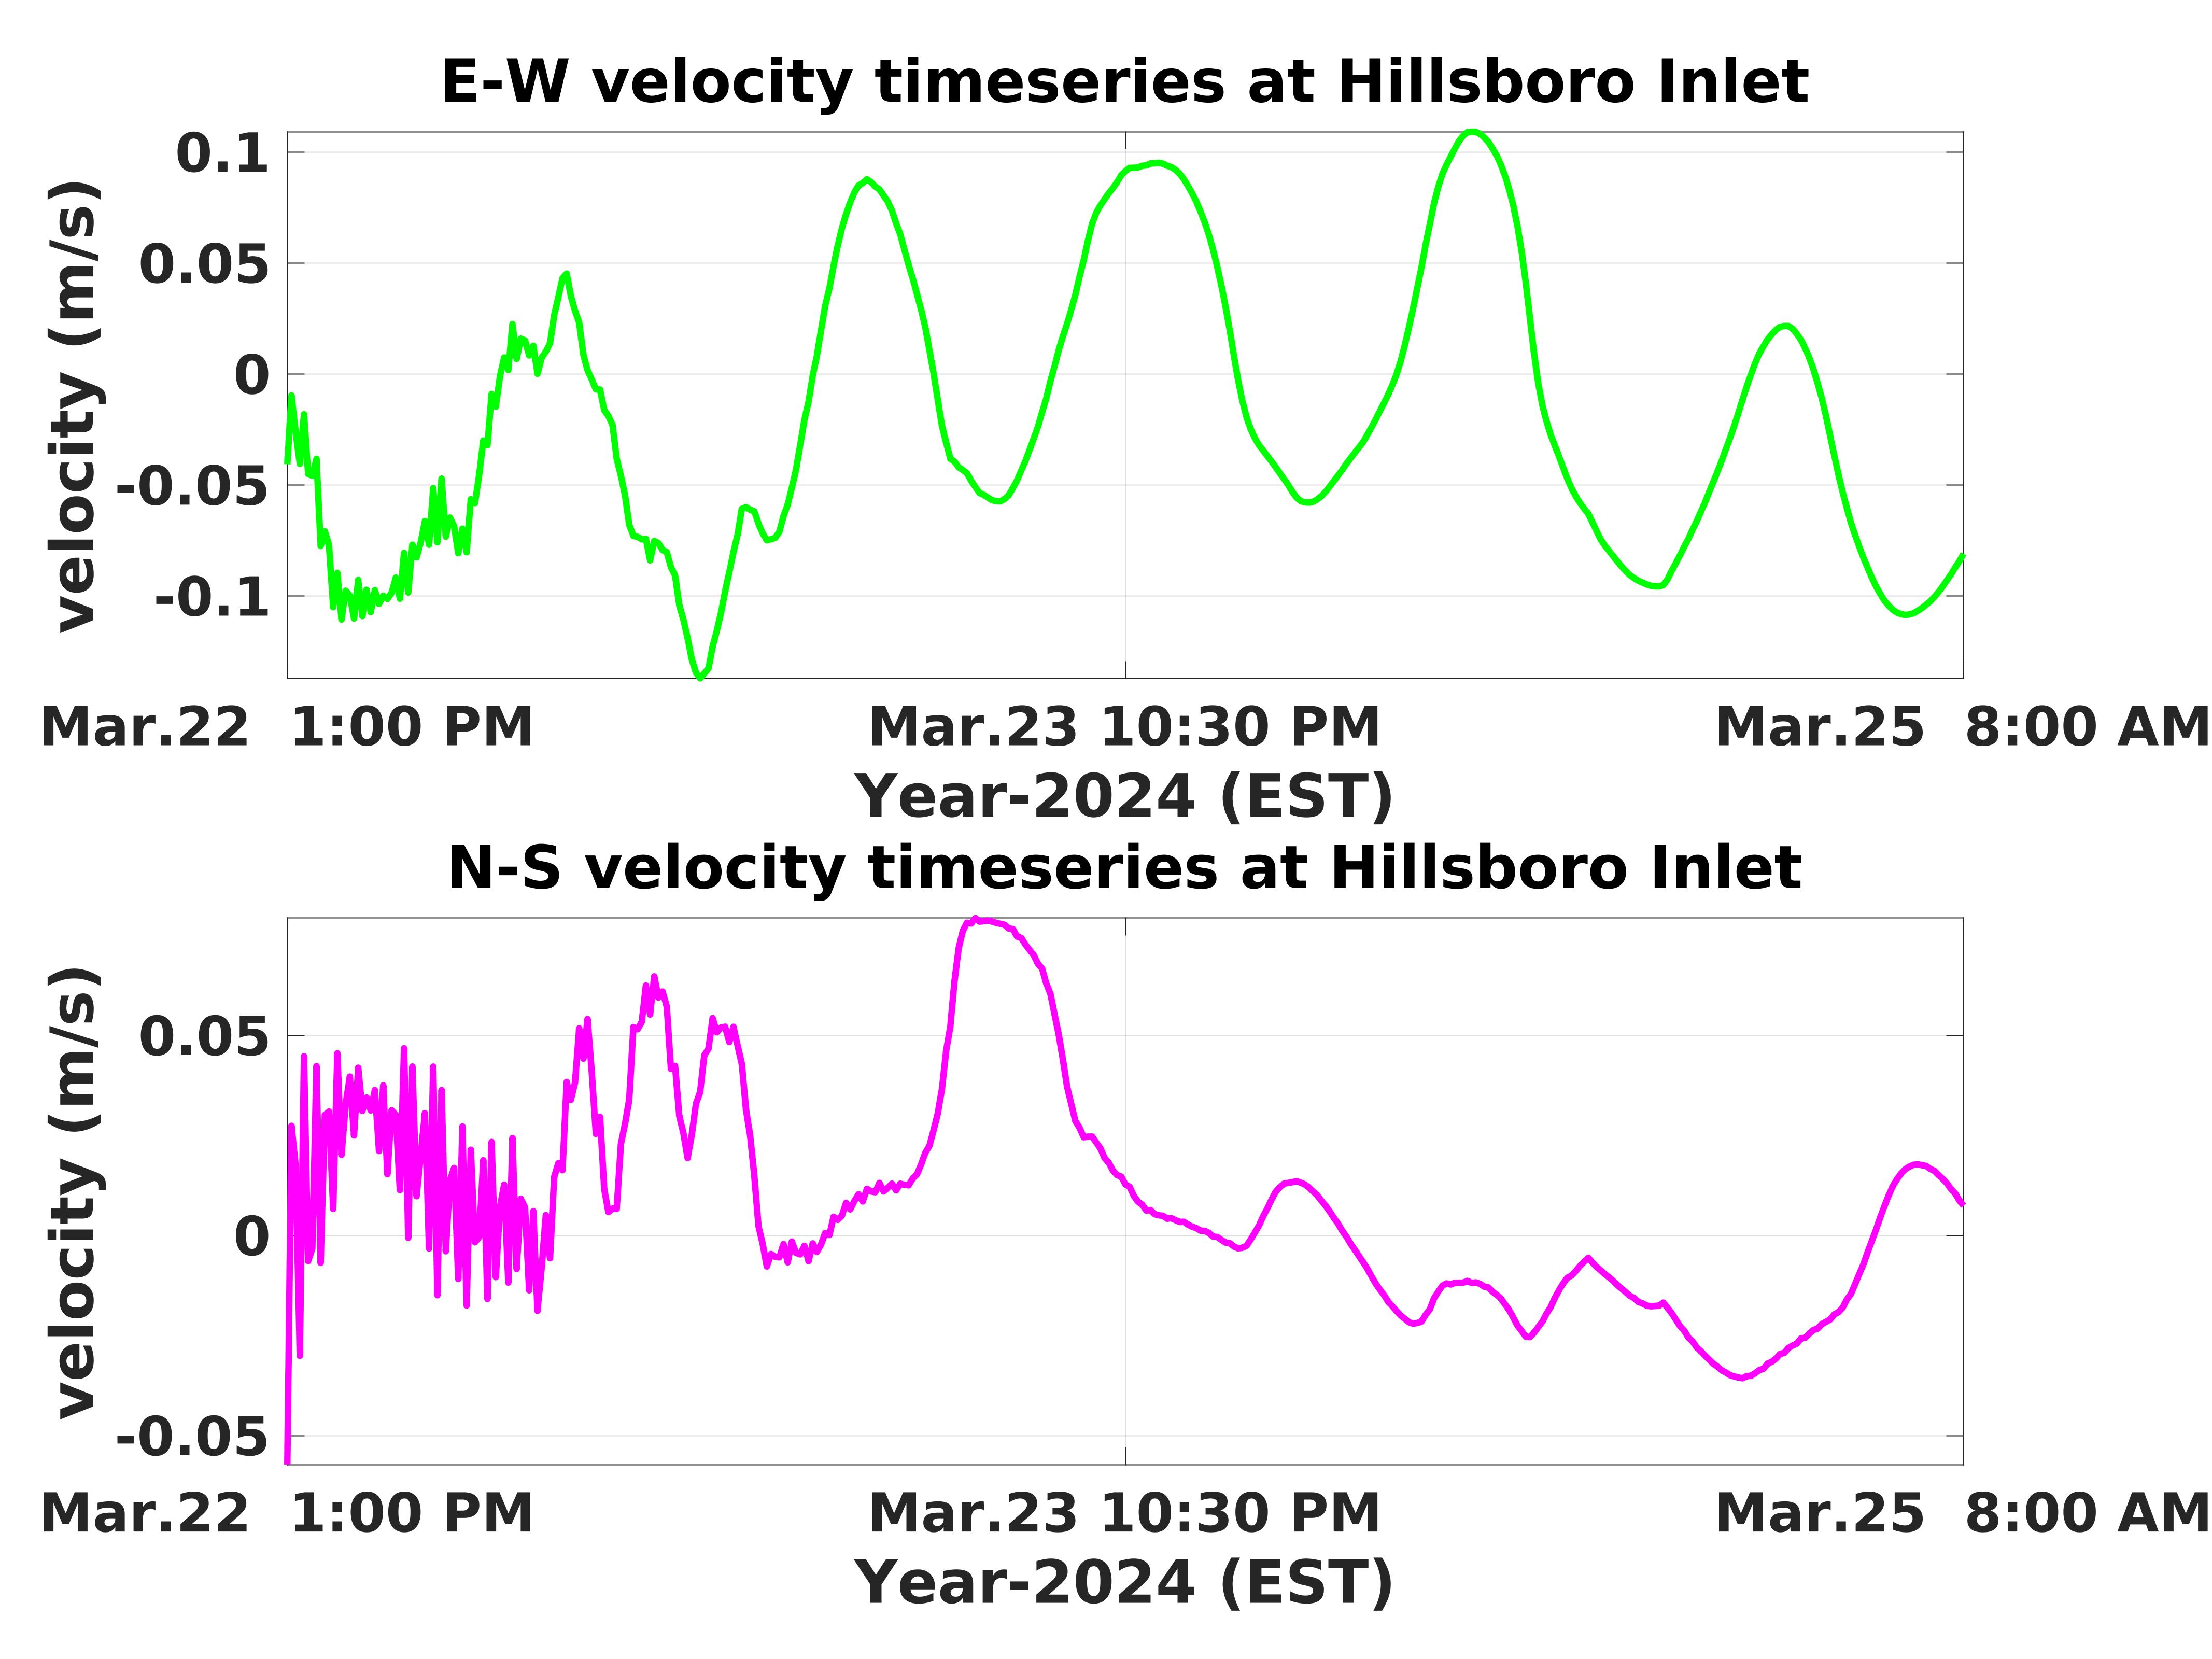 E-W velocity timeseries at Hillsboro Inlet
velocity (m/s)
0.1
0.05
0
-0.05
-0.1
Mar.22 1:00 PM
Mar.23 10:30 PM
Mar.25 8:00 AM
Year-2024 (EST)
N-S velocity timeseries at Hillsboro Inlet
velocity (m/s)
0.05
0
-0.05
Mar.22 1:00 PM
Mar.23 10:30 PM
Mar.25 8:00 AM
Year-2024 (EST)